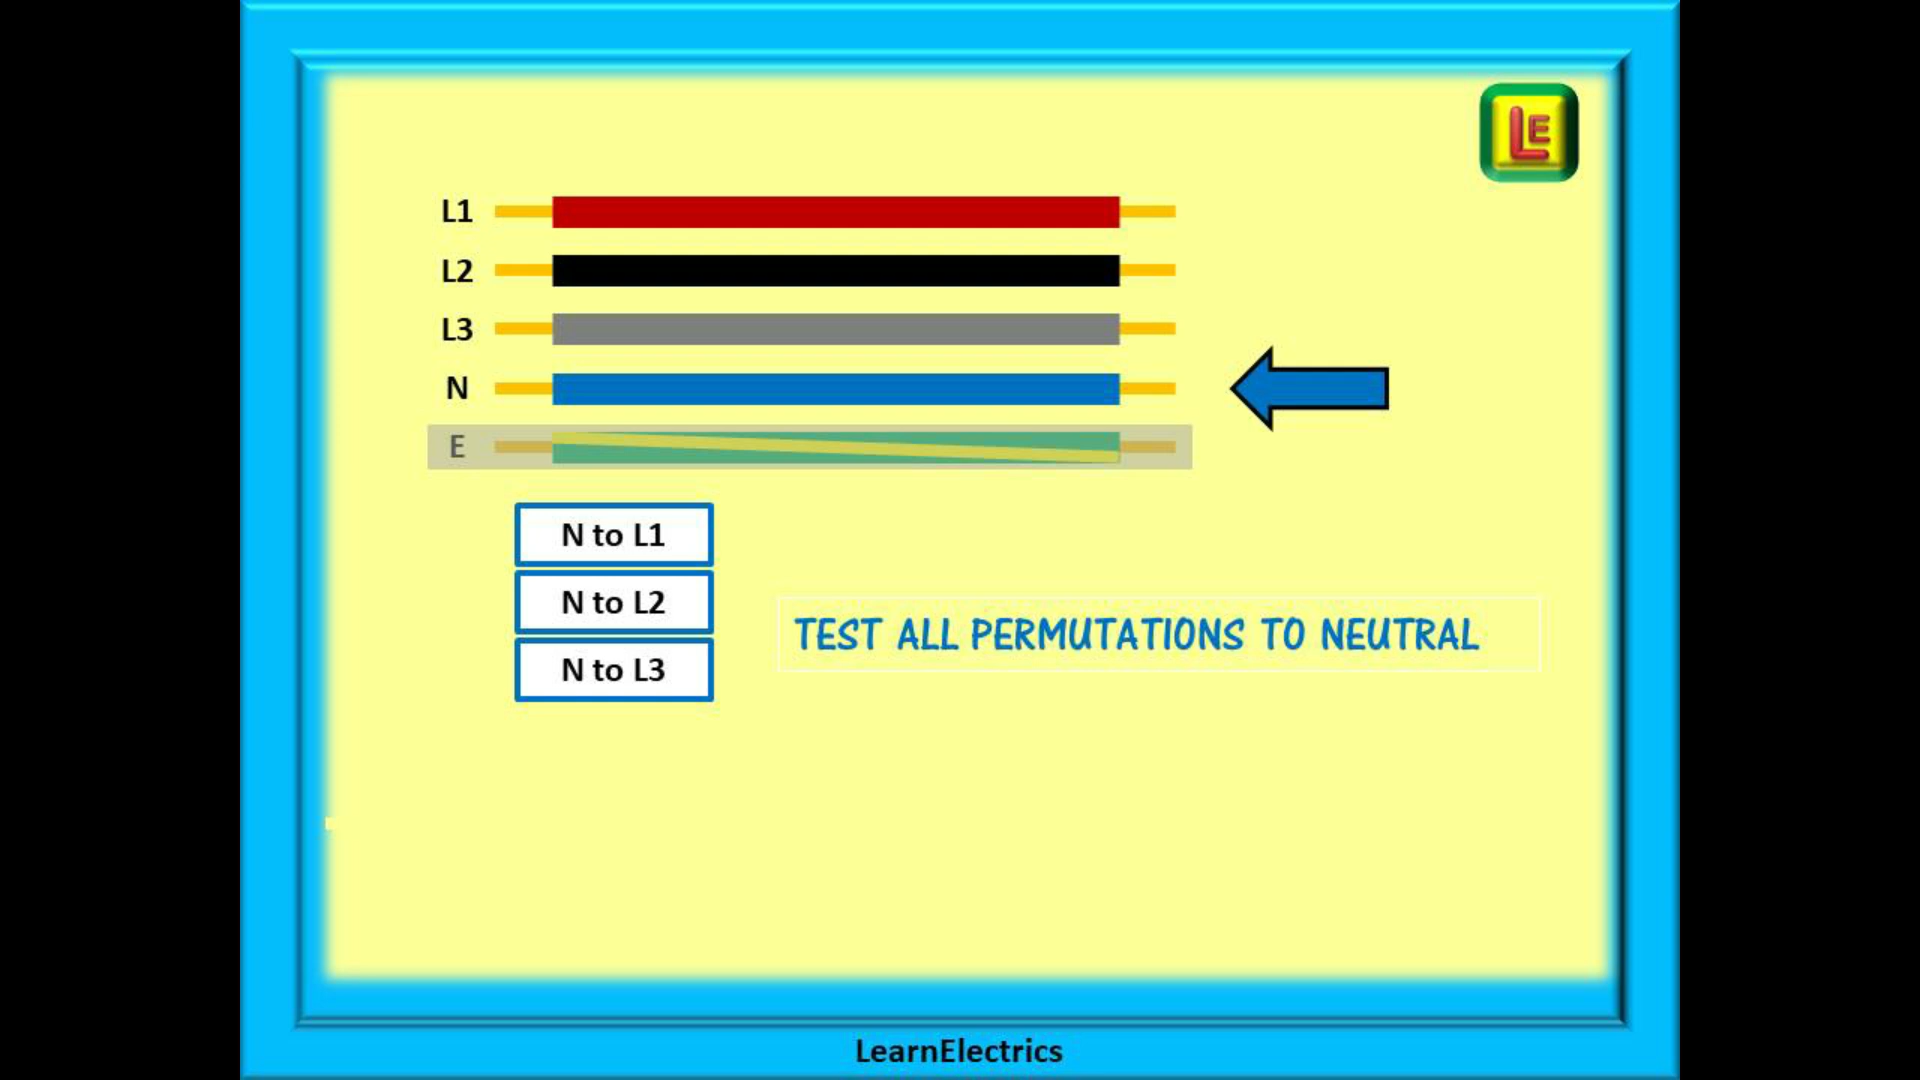 LE
L1
L2
L3
N
E
N to L1
N to L2
N to L3
TEST ALL PERMUTATIONS TO NEUTRAL
LearnElectrics